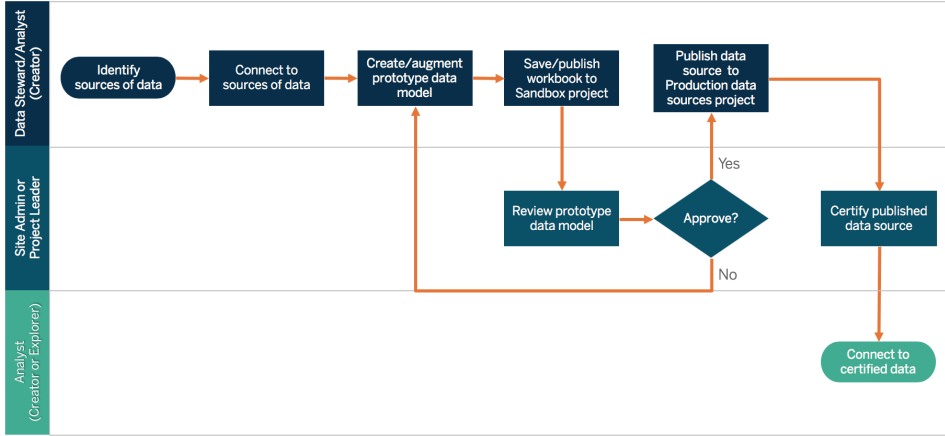 Data Steward/Analyst
(Creator)
Identify
sources of data
Connect to
sources of data
Create/augment
prototype data
model
Save/publish
workbook to
Sandbox project
Publish data
source to
Production data
sources project
Yes
Site Admin or
Project Leader
Review prototype
data model
Approve?
Certify published
data source
No
Analyst
(Creator or Explorer)
Connect to
certified data